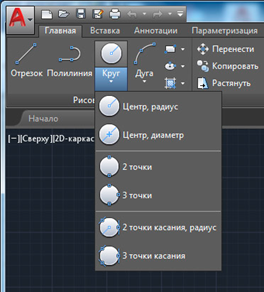 Главная Вставка Аннотации Параметризация
Отрезок Полилиния Круг Дуга
Перенести
Копировать
Растянуть
Рисо
Центр, радиус
Центр, диаметр
2 точки
3 точки
2 точки касания, радиус
3 точки касания
Начало
[−][Сверху][2D-каркас